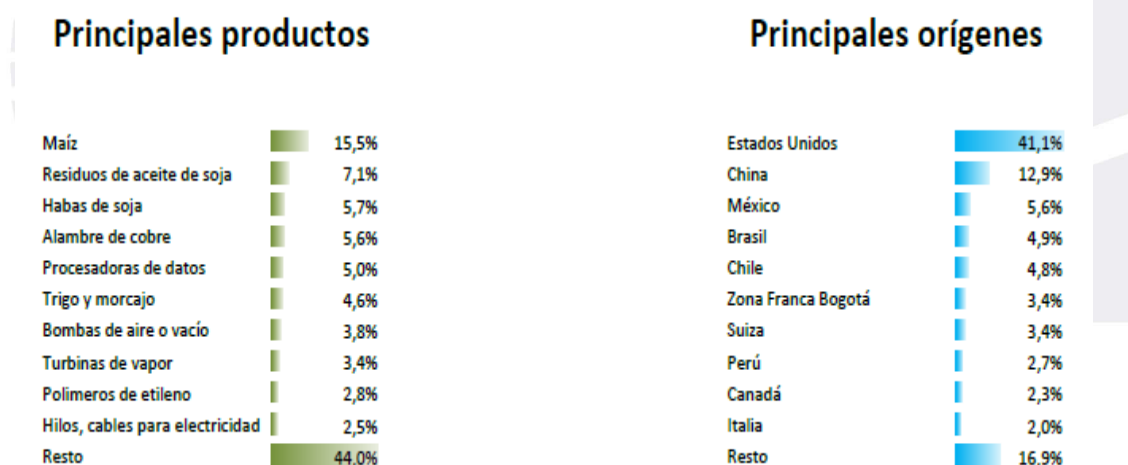 Principales productos
Maíz 15,5%
Residuos de aceite de soja 7,1%
Habas de soja 5,7%
Alambre de cobre 5,6%
Procesadoras de datos 5,0%
Trigo y morcajo 4,6%
Bombas de aire o vacío 3,8%
Turbinas de vapor 3,4%
Polimeros de etileno 2,8%
Hilos, cables para electricidad 2,5%
Resto 44,0%
Principales orígenes
Estados Unidos 41,1%
China 12,9%
México 5,6%
Brasil 4,9%
Chile 4,8%
Zona Franca Bogotá 3,4%
Suiza 3,4%
Perú 2,7%
Canadá 2,3%
Italia 2,0%
Resto 16,9%